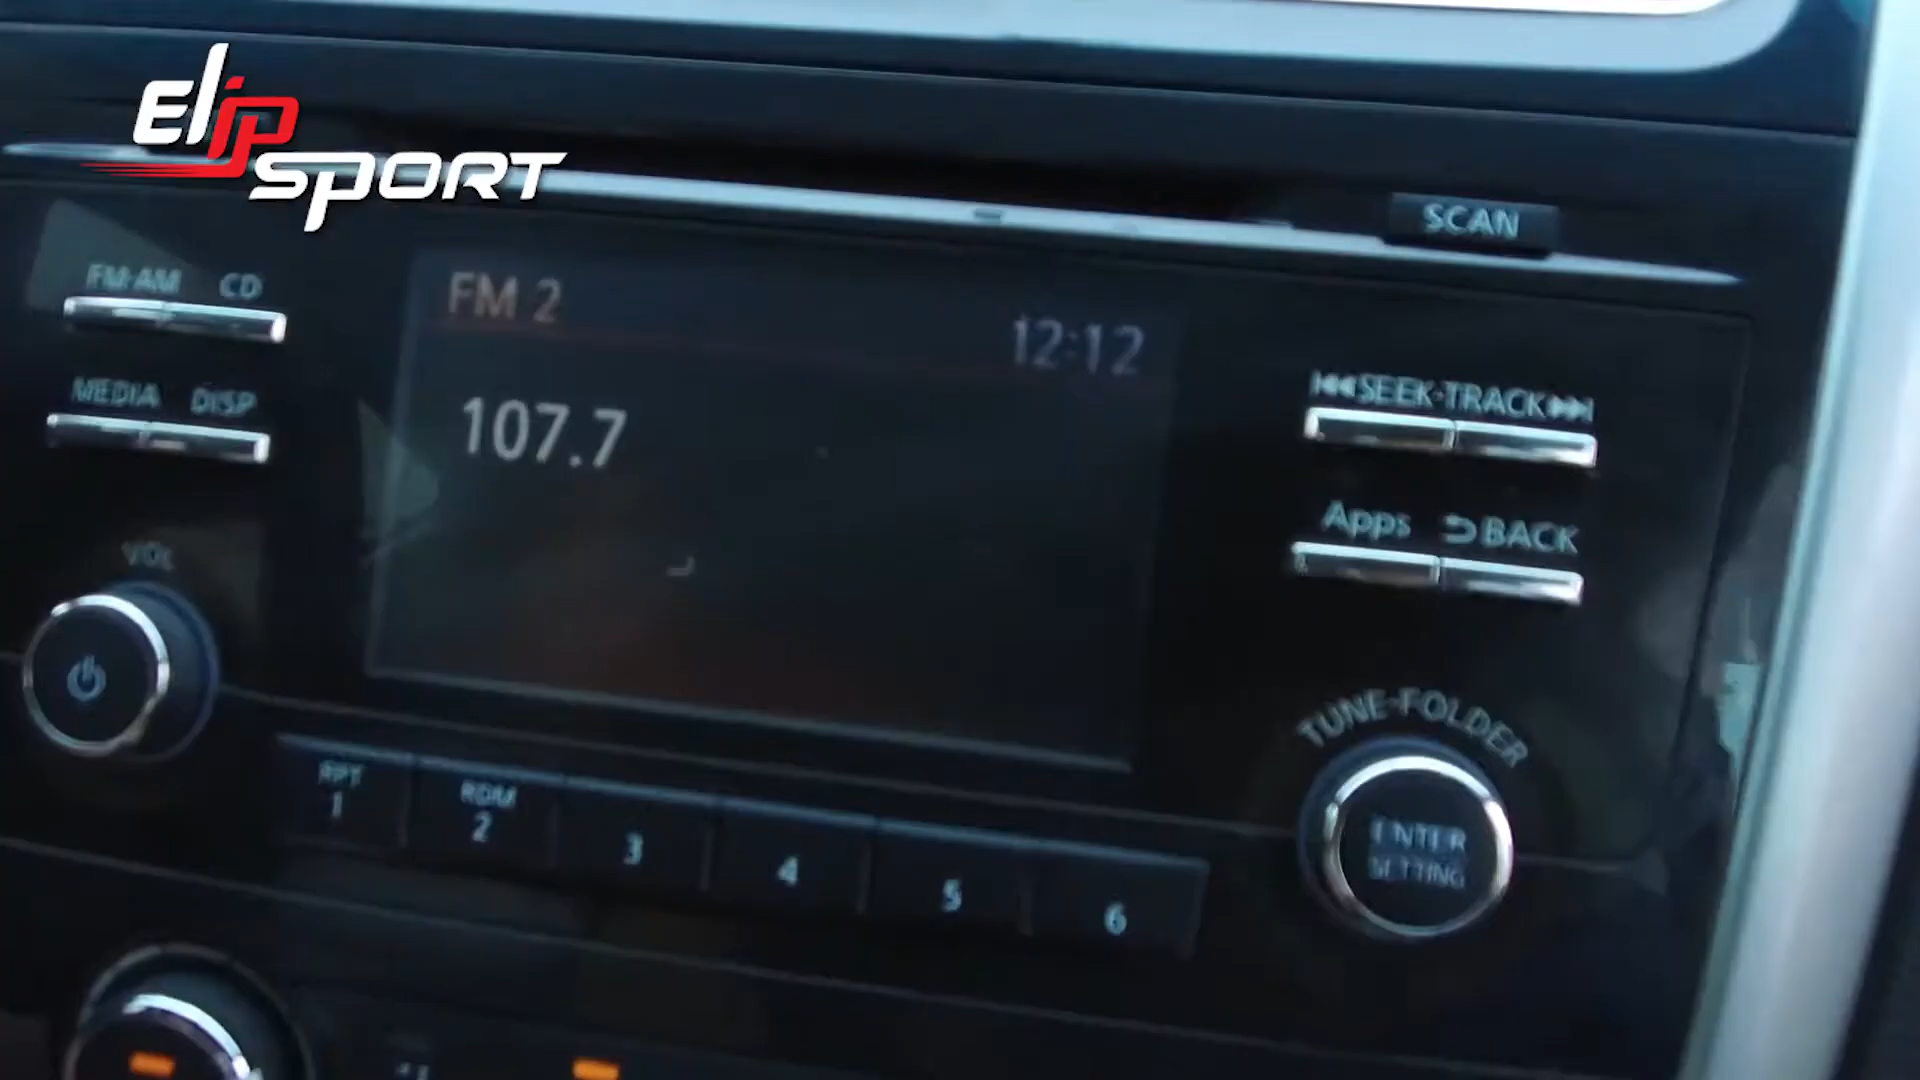 Elip
SPORT
SCAN
FM·AM CD
FM 2
12:12
MEDIA DISP
107.7
SEEK·TRACK
Apps BACK
VOL
TUNE·FOLDER
RPT
1
RDM
2
3
4
5
6
ENTER
SETTING